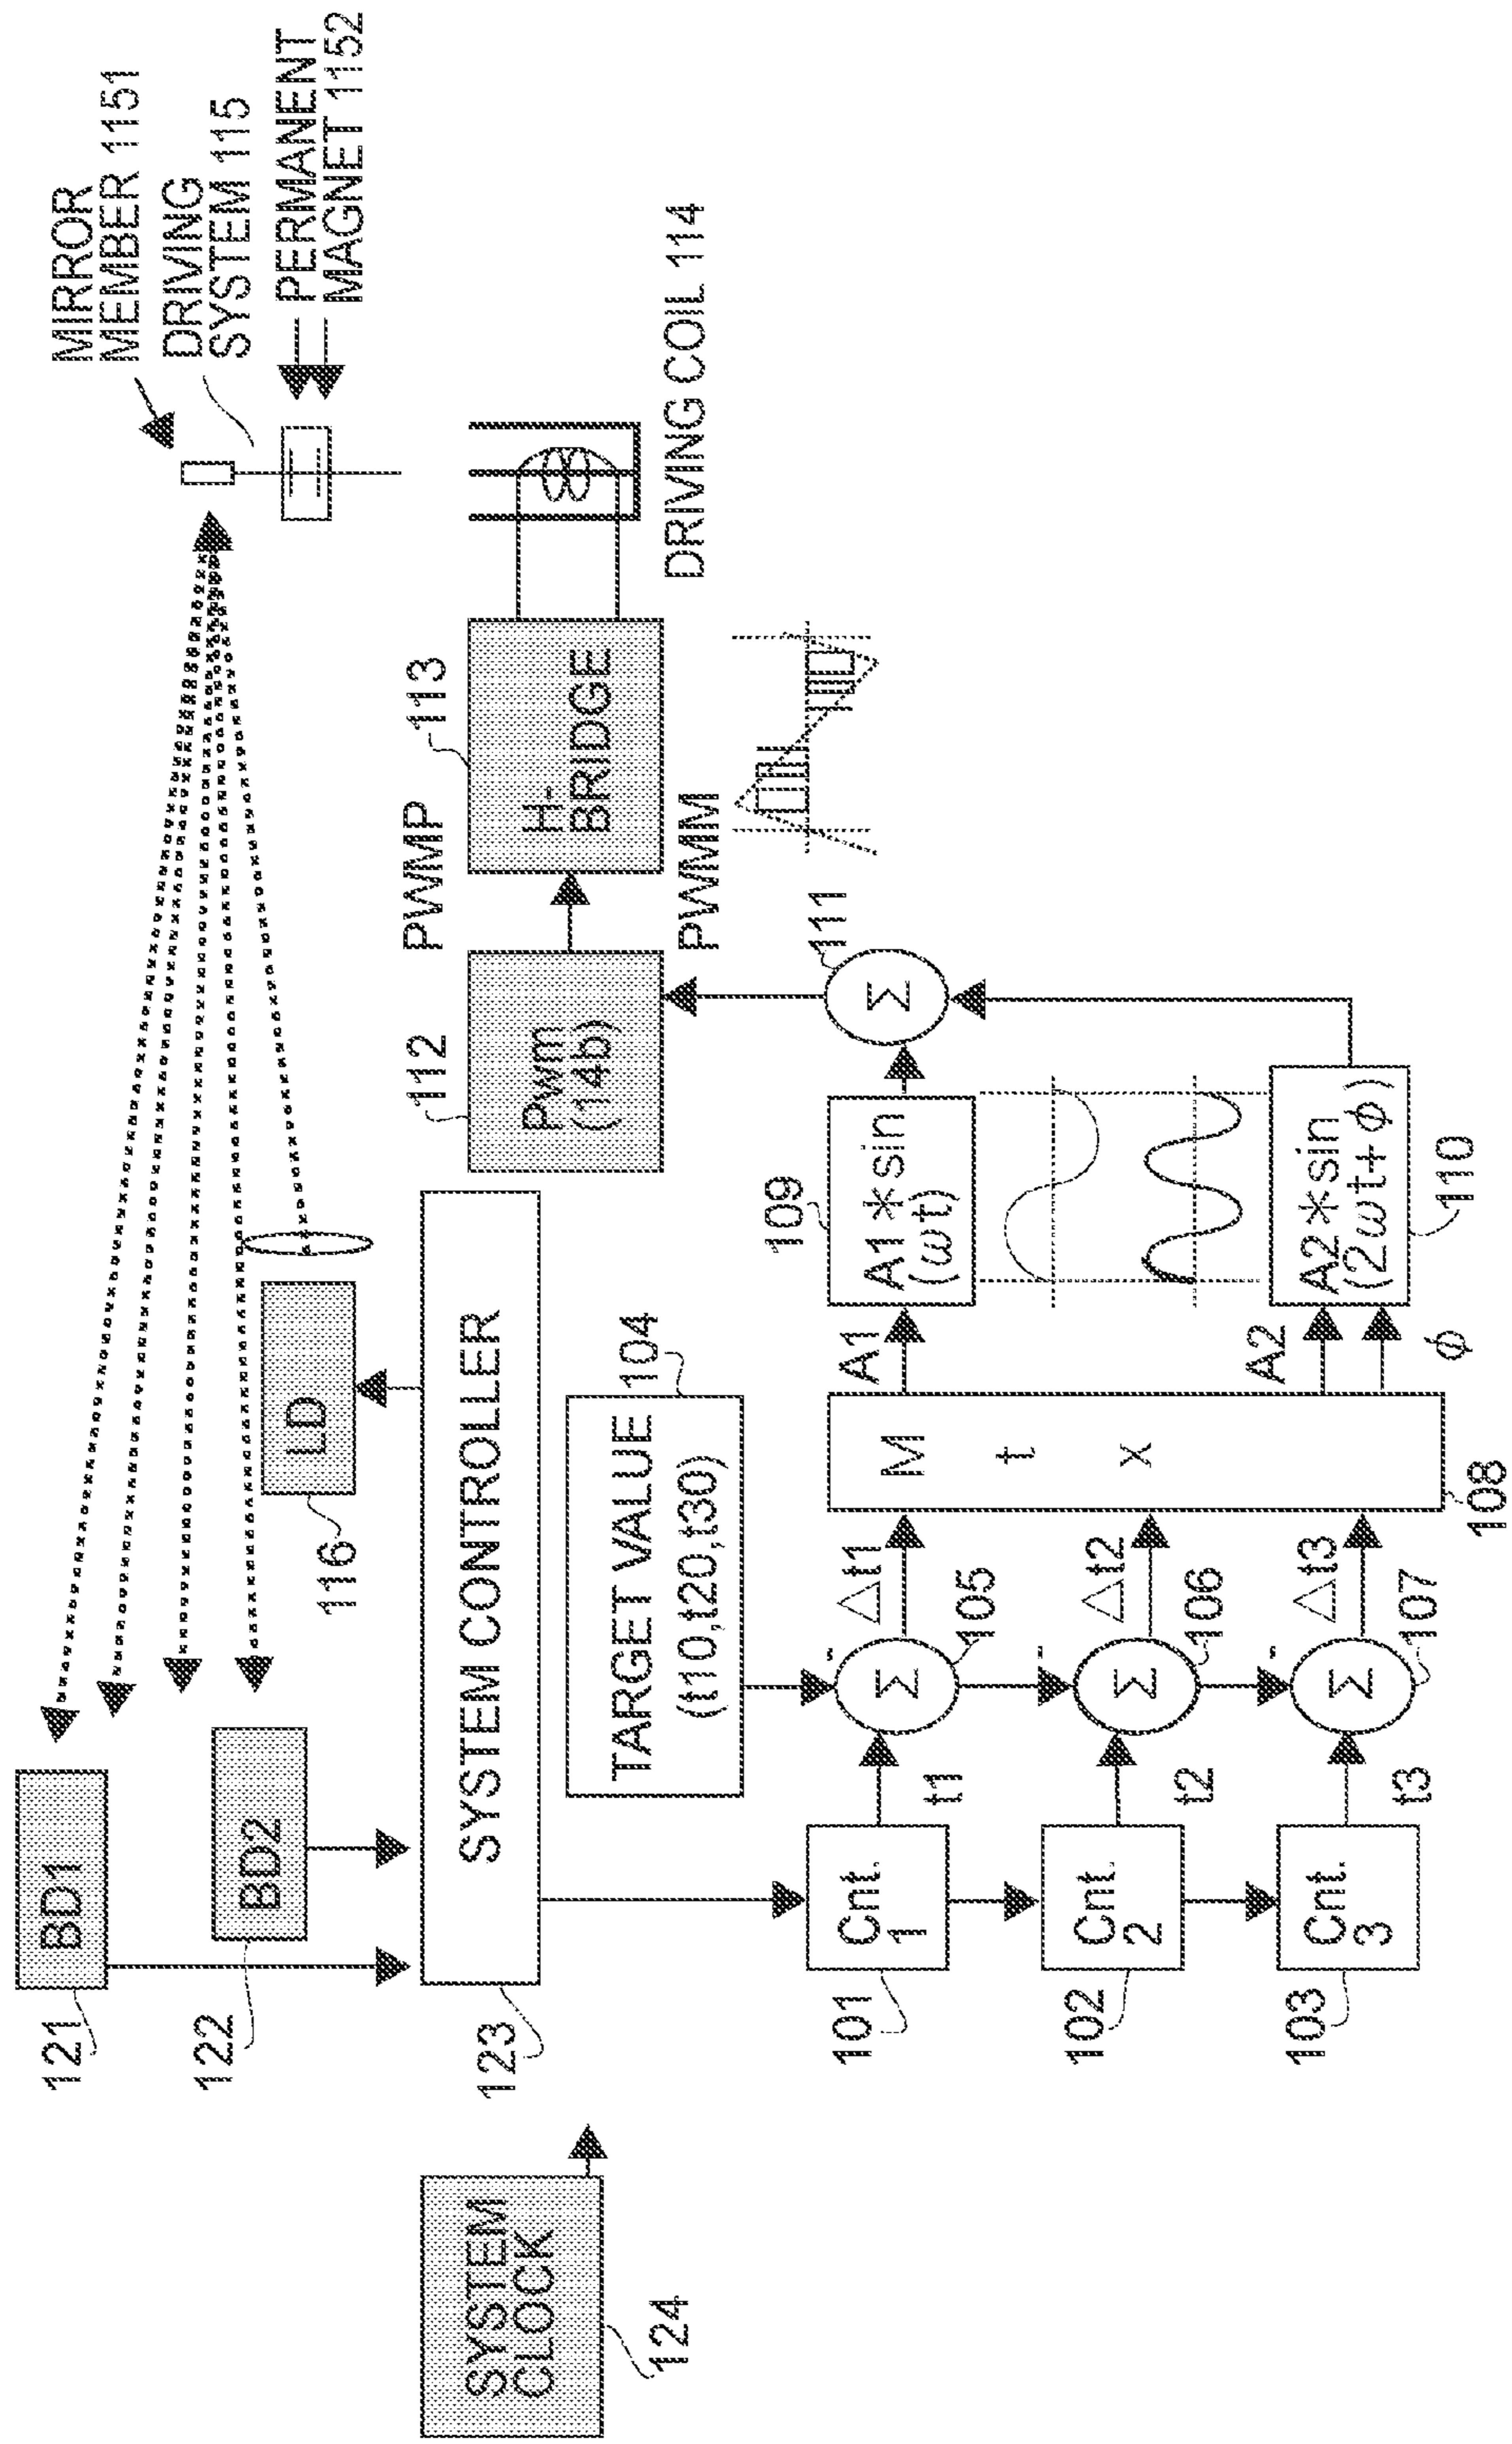 MIRROR
MEMBER 1151
DRIVING
SYSTEM 115
PERMANENT
MAGNET 1152
121
BD1
122
BD2
116
LD
123
SYSTEM CONTROLLER
SYSTEM
CLOCK
124
112
Pwm
(14b)
PWMP
PWMM
113
H-
BRIDGE
DRIVING COIL 114
TARGET VALUE
(t10,t20,t30)
104
101
Cnt.
1
t1
-
Σ
105
△t1
102
Cnt.
2
t2
-
Σ
106
△t2
103
Cnt.
3
t3
-
Σ
107
△t3
M
t
x
108
A1
A2
ϕ
109
A1*sin
(ωt)
A2*sin
(2ωt+ϕ)
110
Σ
111